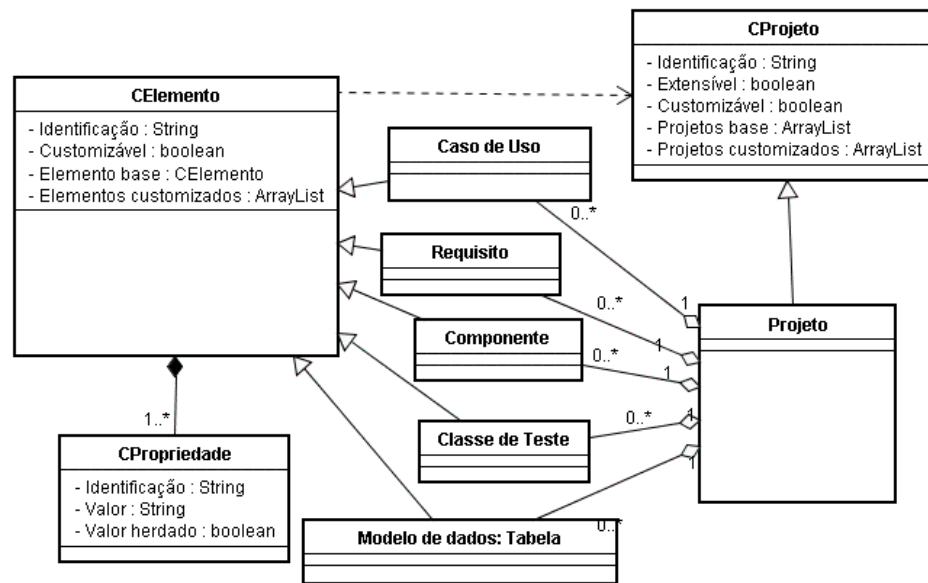 CProjeto
- Identificação : String
- Extensível : boolean
- Customizável : boolean
- Projetos base : ArrayList
- Projetos customizados : ArrayList
CElemento
- Identificação : String
- Customizável : boolean
- Elemento base : CElemento
- Elementos customizados : ArrayList
Caso de Uso
0..*
Requisito
0..*
1
Projeto
Componente
0..*
1
1
Classe de Teste
0..*
1
1
1..*
CPropriedade
- Identificação : String
- Valor : String
- Valor herdado : boolean
Modelo de dados: Tabela
0..*